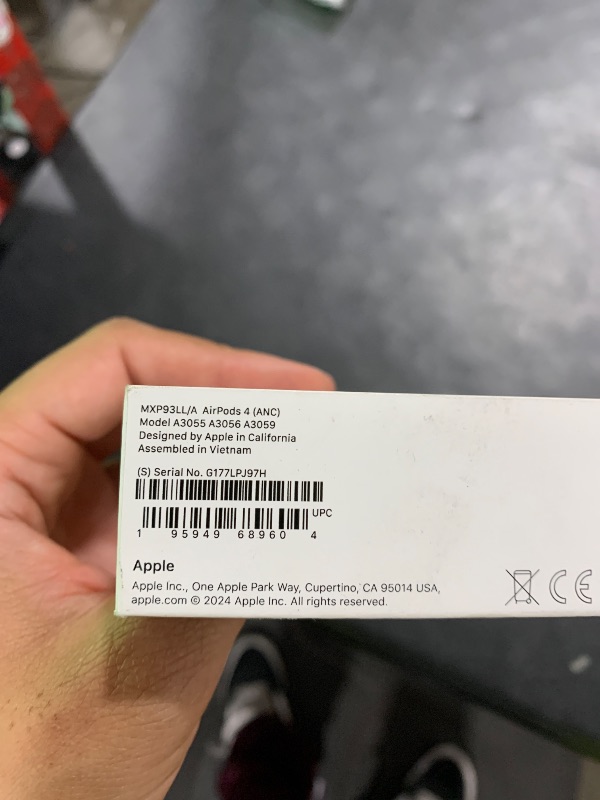 MXP93LL/A AirPods 4 (ANC)
Model A3055 A3056 A3059
Designed by Apple in California
Assembled in Vietnam
(S) Serial No. G177LPJ97H
UPC
1 95949 68960 4
Apple
Apple Inc., One Apple Park Way, Cupertino, CA 95014 USA,
apple.com © 2024 Apple Inc. All rights reserved.
CE